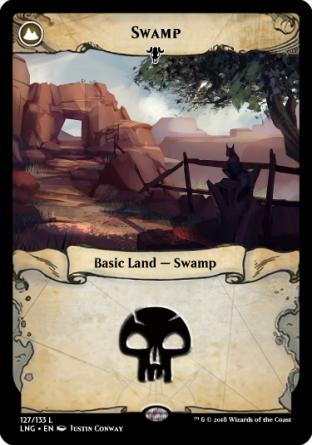 Swamp
Basic Land — Swamp
127/133 L
LNG • EN Justin Conway
™ & © 2018 Wizards of the Coast